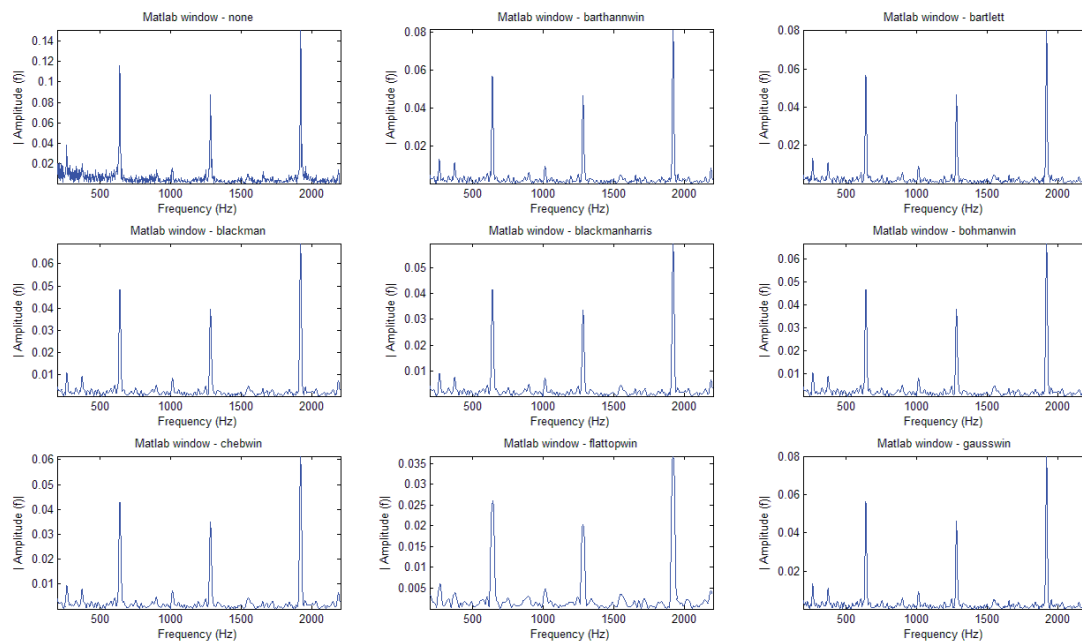 Matlab window - none
| Amplitude (f)|
0.14
0.12
0.1
0.08
0.06
0.04
0.02
500 1000 1500 2000
Frequency (Hz)
Matlab window - barthannwin
| Amplitude (f)|
0.08
0.06
0.04
0.02
500 1000 1500 2000
Frequency (Hz)
Matlab window - bartlett
| Amplitude (f)|
0.08
0.06
0.04
0.02
500 1000 1500 2000
Frequency (Hz)
Matlab window - blackman
| Amplitude (f)|
0.06
0.05
0.04
0.03
0.02
0.01
500 1000 1500 2000
Frequency (Hz)
Matlab window - blackmanharris
| Amplitude (f)|
0.05
0.04
0.03
0.02
0.01
500 1000 1500 2000
Frequency (Hz)
Matlab window - bohmanwin
| Amplitude (f)|
0.06
0.05
0.04
0.03
0.02
0.01
500 1000 1500 2000
Frequency (Hz)
Matlab window - chebwin
| Amplitude (f)|
0.06
0.05
0.04
0.03
0.02
0.01
500 1000 1500 2000
Frequency (Hz)
Matlab window - flattopwin
| Amplitude (f)|
0.035
0.03
0.025
0.02
0.015
0.01
0.005
500 1000 1500 2000
Frequency (Hz)
Matlab window - gausswin
| Amplitude (f)|
0.08
0.06
0.04
0.02
500 1000 1500 2000
Frequency (Hz)